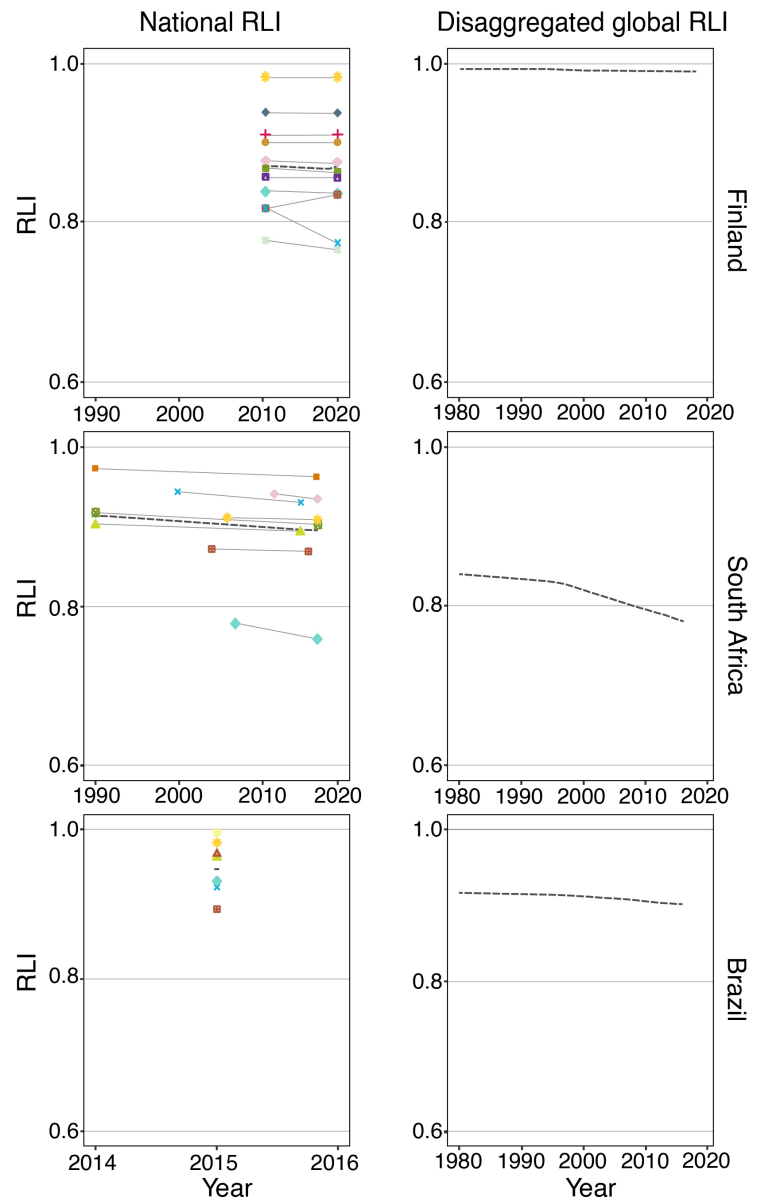 National RLI
Disaggregated global RLI
1.0
0.8
0.6
RLI
1990 2000 2010 2020
1.0
0.8
0.6
1980 1990 2000 2010 2020
Finland
1.0
0.8
0.6
RLI
1990 2000 2010 2020
1.0
0.8
0.6
1980 1990 2000 2010 2020
South Africa
1.0
0.8
0.6
RLI
2014 2015 2016
Year
1.0
0.8
0.6
1980 1990 2000 2010 2020
Year
Brazil